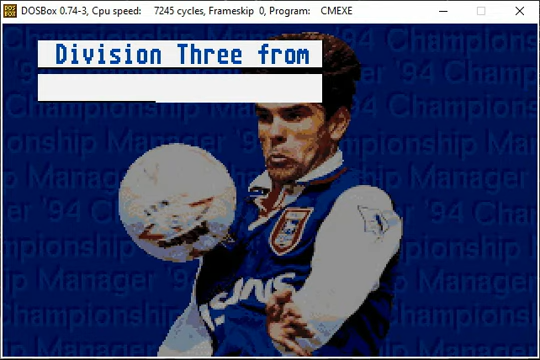 DOSBox 0.74-3, Cpu speed: 7245 cycles, Frameskip 0, Program: CMEXE
Division Three from
Championship Manager '94